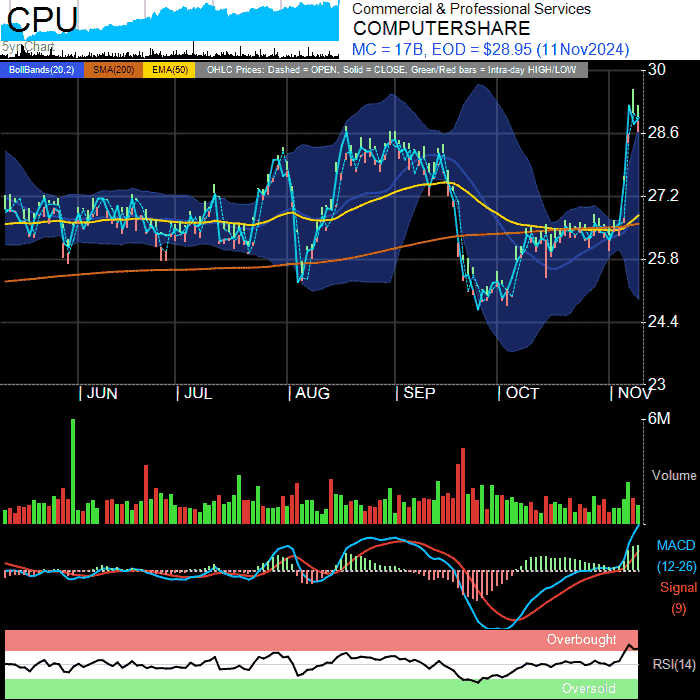 CPU
5yr Chart
Commercial & Professional Services
COMPUTERSHARE
MC = 17B, EOD = $28.95 (11Nov2024)
BollBands(20,2) SMA(200) EMA(50) OHLC Prices: Dashed = OPEN, Solid = CLOSE, Green/Red bars = Intra-day HIGH/LOW
30
28.6
27.2
25.8
24.4
23
JUN JUL AUG SEP OCT NOV
6M
Volume
MACD
(12-26)
Signal
(9)
Overbought
RSI(14)
Oversold